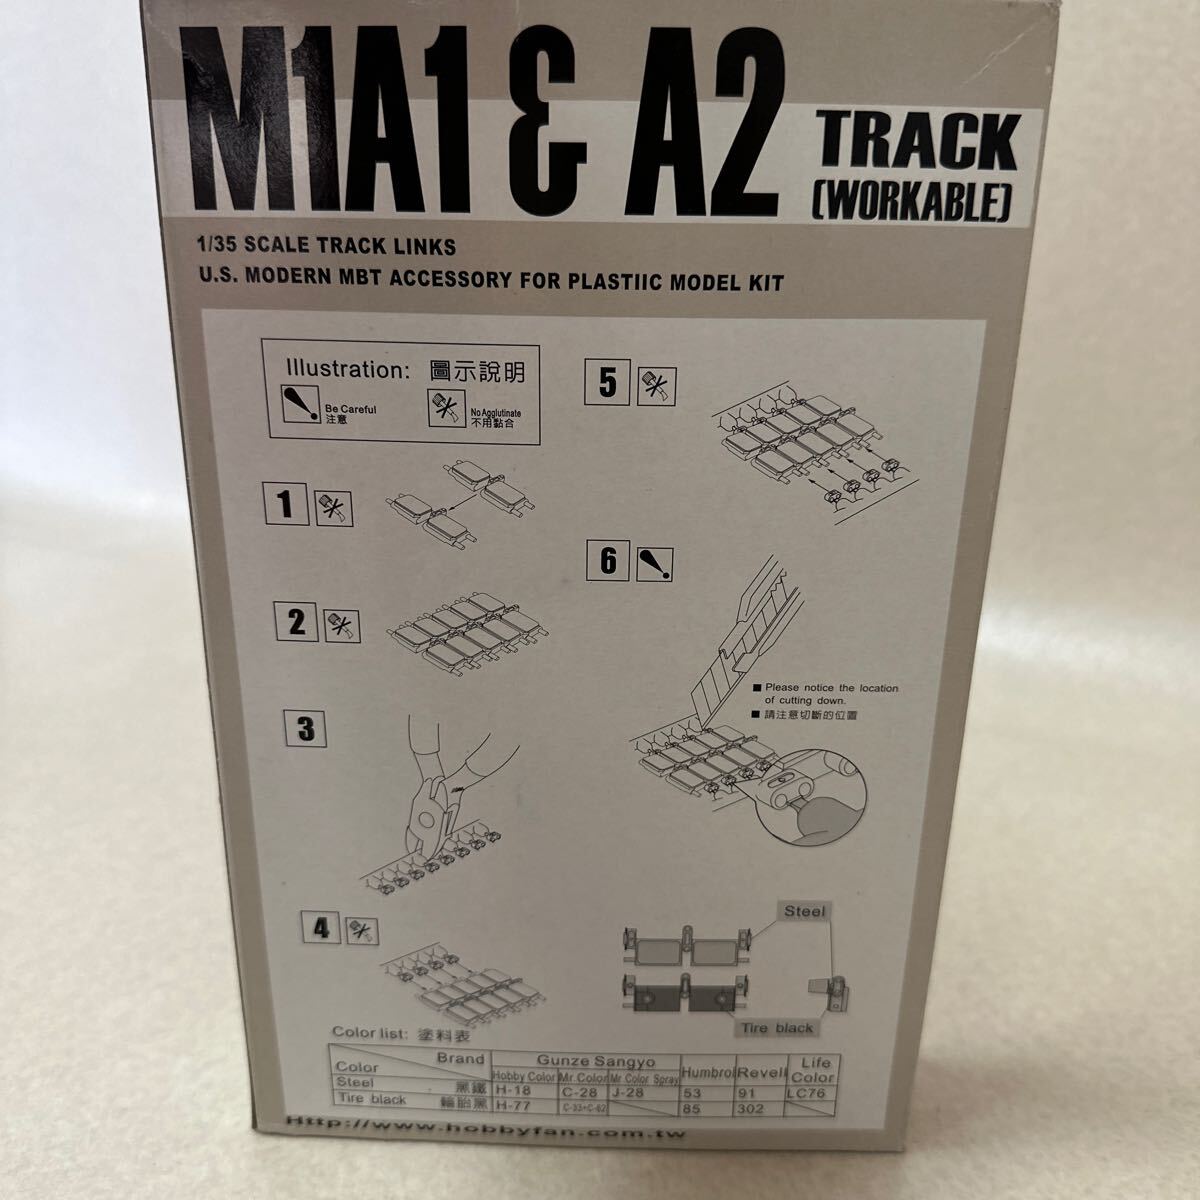 M1A1 & A2 TRACK
(WORKABLE)
1/35 SCALE TRACK LINKS
U.S. MODERN MBT ACCESSORY FOR PLASTIIC MODEL KIT
Illustration: 圖示說明
Be Careful
注意
No Agglutinate
不用黏合
1
2
3
4
5
6
■ Please notice the location
of cutting down.
■ 請注意切斷的位置
Steel
Tire black
Color list: 塗料表
Color Brand Gunze Sangyo Humbrol Revell Life Color
Hobby Color Mr Color Mr Color Spray
Steel 黑鐵 H-18 C-28 J-28 53 91 LC76
Tire black 輪胎黑 H-77 C-33+C-62 85 302
Http://www.hobbyfan.com.tw